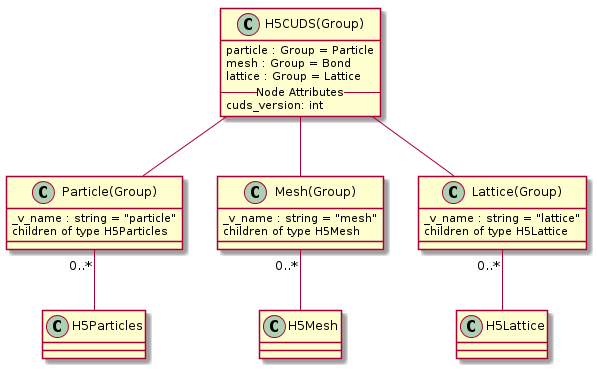 C H5CUDS(Group)
particle : Group = Particle
mesh : Group = Bond
lattice : Group = Lattice
Node Attributes
cuds_version: int
C Particle(Group)
_v_name : string = "particle"
children of type H5Particles
C Mesh(Group)
_v_name : string = "mesh"
children of type H5Mesh
C Lattice(Group)
_v_name : string = "lattice"
children of type H5Lattice
0..*
0..*
0..*
C H5Particles
C H5Mesh
C H5Lattice